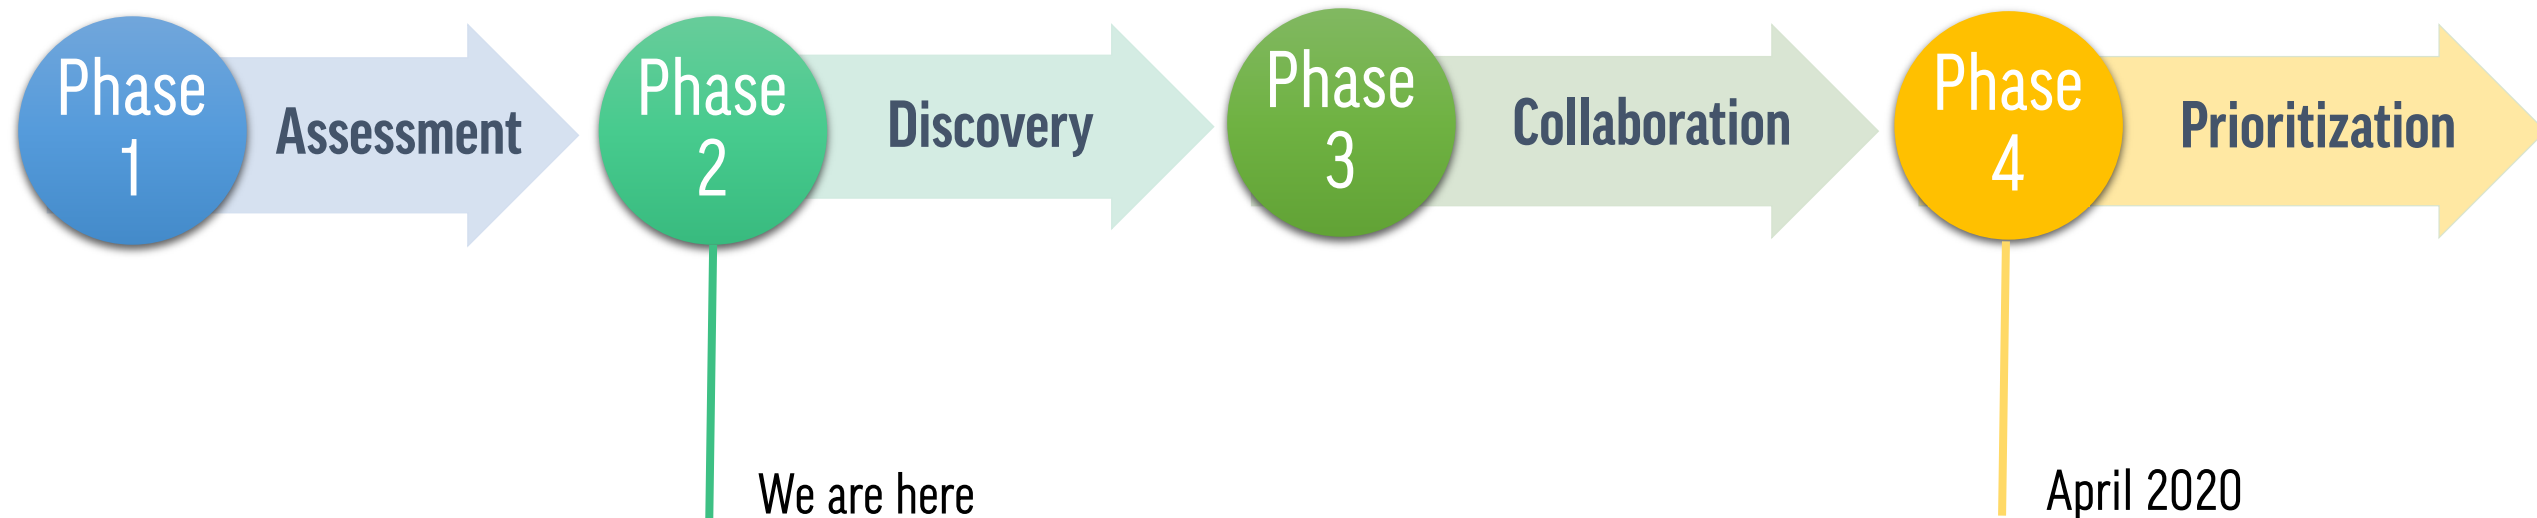 Phase
1
Assessment
Phase
2
Discovery
Phase
3
Collaboration
Phase
4
Prioritization
We are here
April 2020